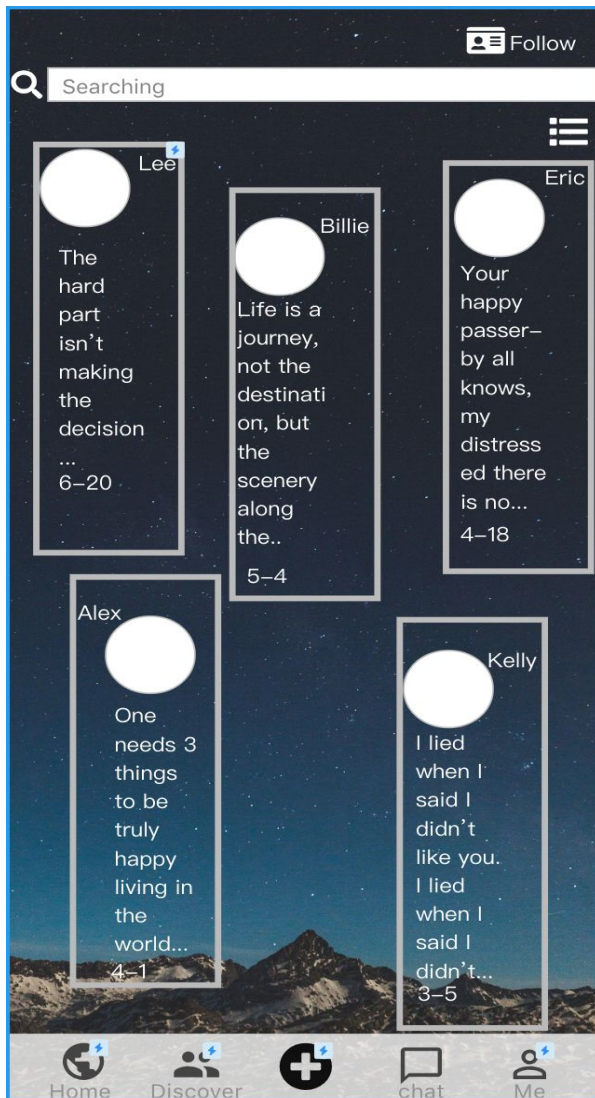 Follow
Searching
Lee
The
hard
part
isn't
making
the
decision
...
6-20
Billie
Life is a
journey,
not the
destinati
on, but
the
scenery
along
the..
5-4
Eric
Your
happy
passer-
by all
knows,
my
distress
ed there
is no...
4-18
Alex
One
needs 3
things
to be
truly
happy
living in
the
world...
4-1
Kelly
I lied
when I
said I
didn't
like you.
I lied
when I
said I
didn't...
3-5
Home
Discover
chat
Me